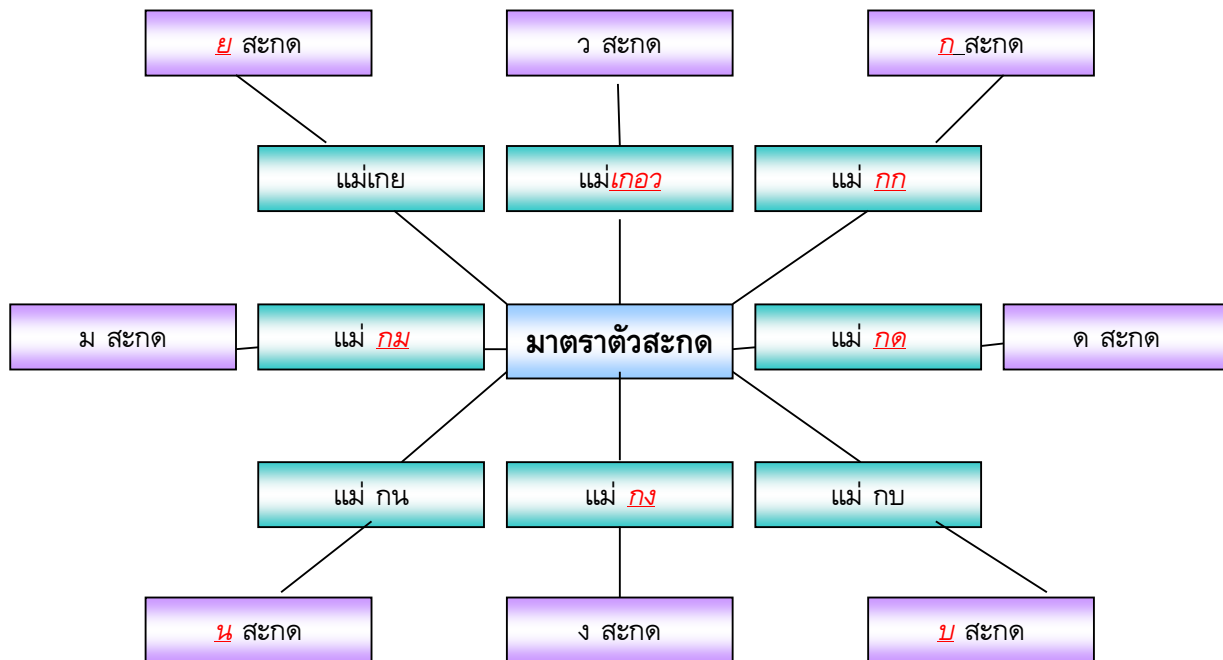 ย สะกด
ว สะกด
ก สะกด
แม่เกย
แม่เกอว
แม่ กก
ม สะกด
แม่ กม
มาตราตัวสะกด
แม่ กด
ด สะกด
แม่ กน
แม่ กง
แม่ กบ
น สะกด
ง สะกด
บ สะกด